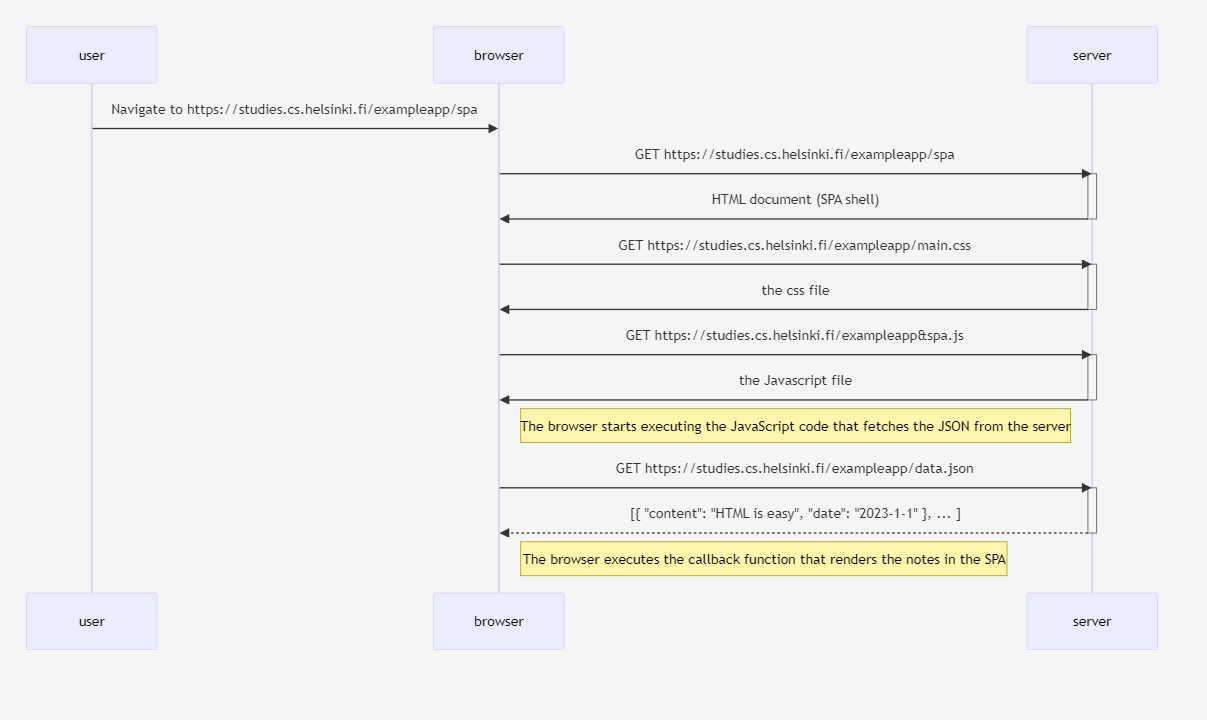 user
browser
server
Navigate to https://studies.cs.helsinki.fi/exampleapp/spa
GET https://studies.cs.helsinki.fi/exampleapp/spa
HTML document (SPA shell)
GET https://studies.cs.helsinki.fi/exampleapp/main.css
the css file
GET https://studies.cs.helsinki.fi/exampleapp&spa.js
the Javascript file
The browser starts executing the JavaScript code that fetches the JSON from the server
GET https://studies.cs.helsinki.fi/exampleapp/data.json
[{ "content": "HTML is easy", "date": "2023-1-1" }, ... ]
The browser executes the callback function that renders the notes in the SPA
user
browser
server